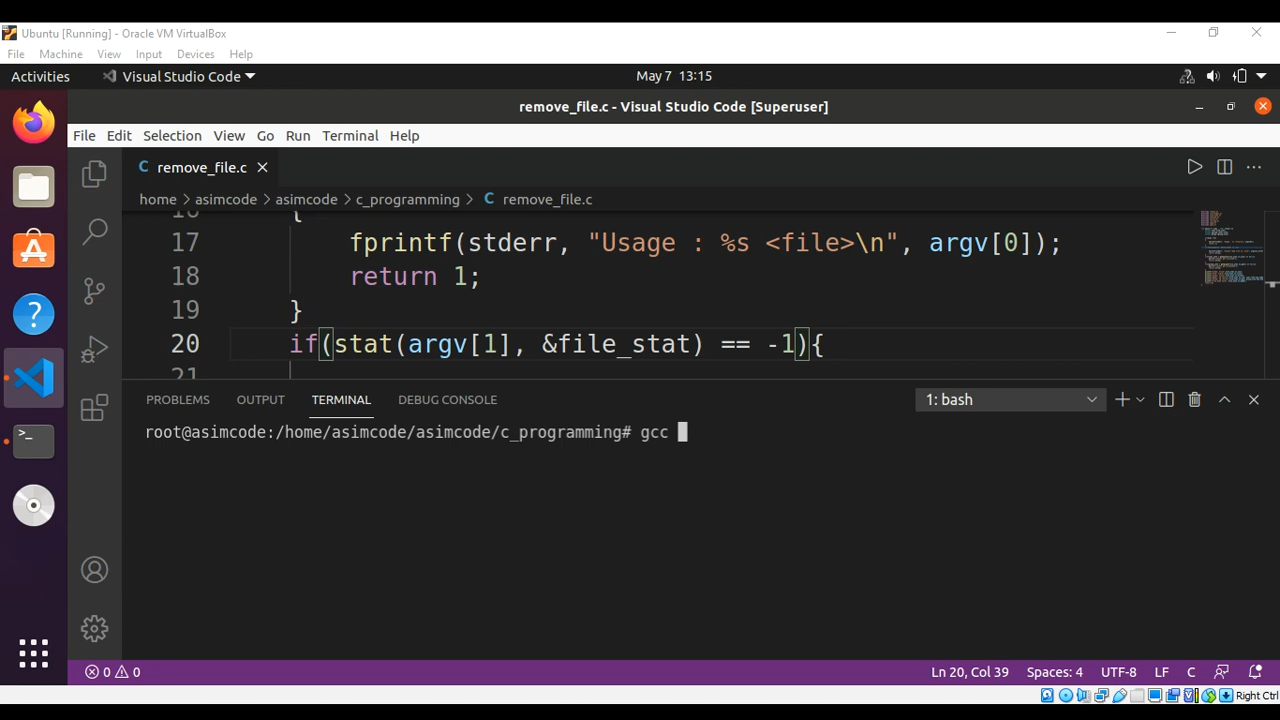 Ubuntu [Running] - Oracle VM VirtualBox
File Machine View Input Devices Help
Activities Visual Studio Code May 7 13:15
remove_file.c - Visual Studio Code [Superuser]
File Edit Selection View Go Run Terminal Help
C remove_file.c
home > asimcode > asimcode > c_programming > C remove_file.c
16 {
17 fprintf(stderr, "Usage : %s <file>\n", argv[0]);
18 return 1;
19 }
20 if(stat(argv[1], &file_stat) == -1){
21
PROBLEMS OUTPUT TERMINAL DEBUG CONSOLE 1: bash
root@asimcode:/home/asimcode/asimcode/c_programming# gcc
0 0 Ln 20, Col 39 Spaces: 4 UTF-8 LF C
Right Ctrl